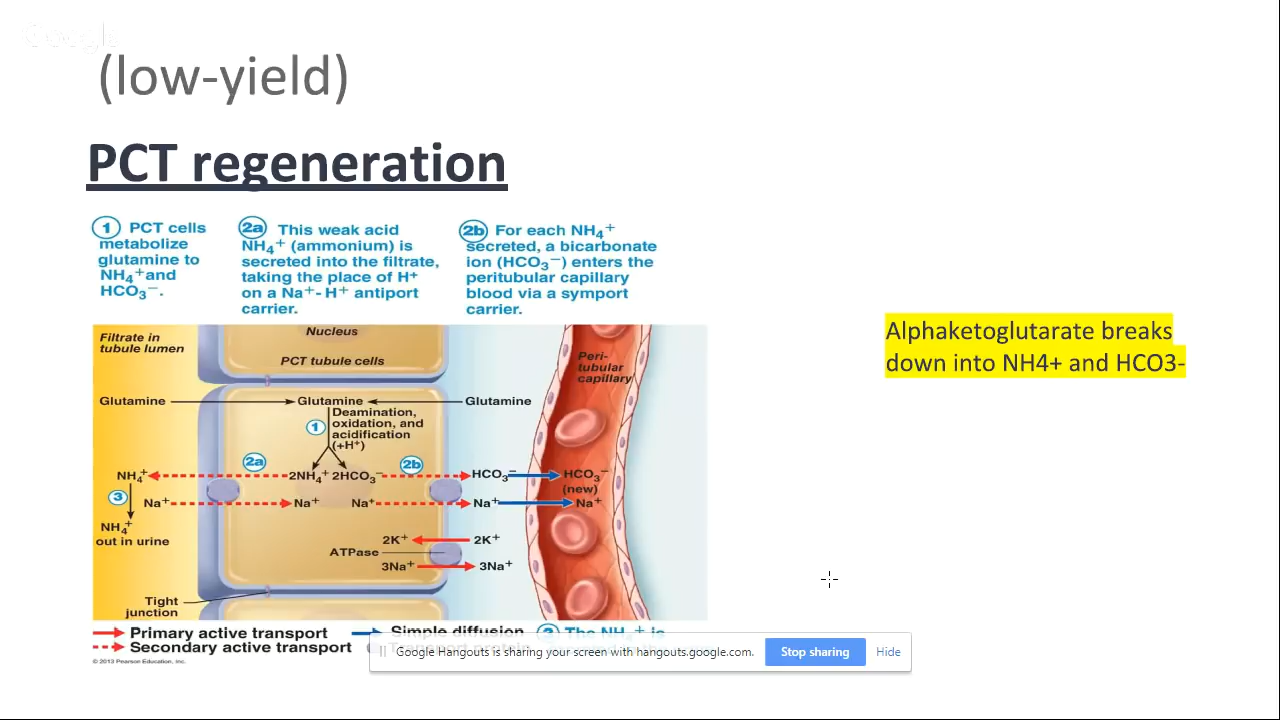 Google
(low-yield)
PCT regeneration
1 PCT cells
metabolize
glutamine to
NH₄⁺and
HCO₃⁻.
2a This weak acid
NH₄⁺ (ammonium) is
secreted into the filtrate,
taking the place of H⁺
on a Na⁺- H⁺ antiport
carrier.
2b For each NH₄⁺
secreted, a bicarbonate
ion (HCO₃⁻) enters the
peritubular capillary
blood via a symport
carrier.
Alphaketoglutarate breaks
down into NH4+ and HCO3-
Filtrate in
tubule lumen
Nucleus
PCT tubule cells
Peri-
tubular
capillary
Glutamine
Glutamine
Glutamine
1
Deamination,
oxidation, and
acidification
(+H⁺)
2a
2b
NH₄⁺
2NH₄⁺
2HCO₃⁻
HCO₃⁻
HCO₃⁻
(new)
3
Na⁺
Na⁺
Na⁺
Na⁺
Na⁺
NH₄⁺
out in urine
2K⁺
2K⁺
ATPase
3Na⁺
3Na⁺
Tight
junction
Primary active transport
Secondary active transport
Simple diffusion
3 The NH₄⁺ is
© 2013 Pearson Education, Inc.
Google Hangouts is sharing your screen with hangouts.google.com.
Stop sharing
Hide